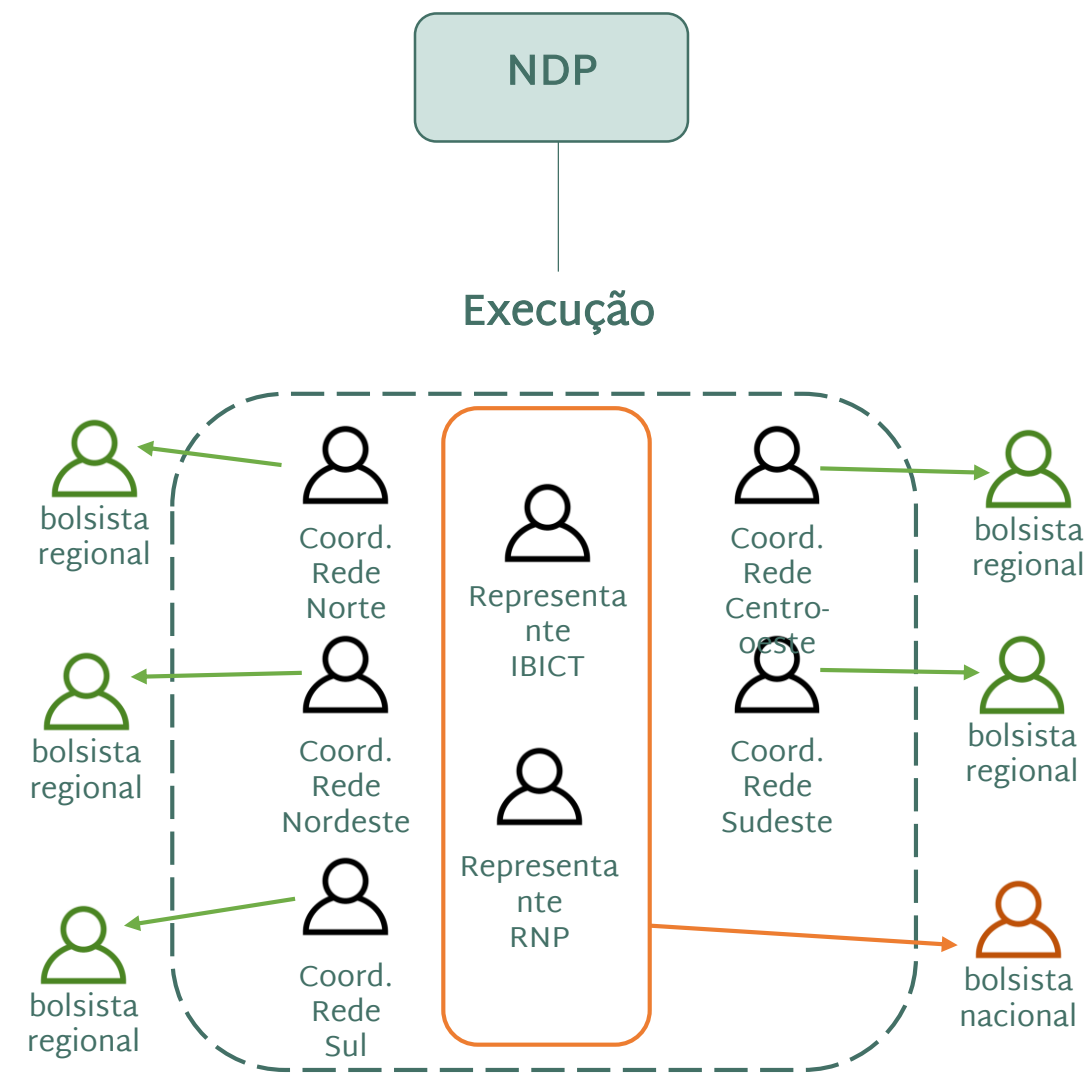 NDP
Execução
bolsista
regional
Coord.
Rede
Norte
Representa
nte
IBICT
Coord.
Rede
Centro-
oeste
bolsista
regional
bolsista
regional
Coord.
Rede
Nordeste
Coord.
Rede
Sudeste
bolsista
regional
Representa
nte
RNP
bolsista
regional
Coord.
Rede
Sul
bolsista
nacional